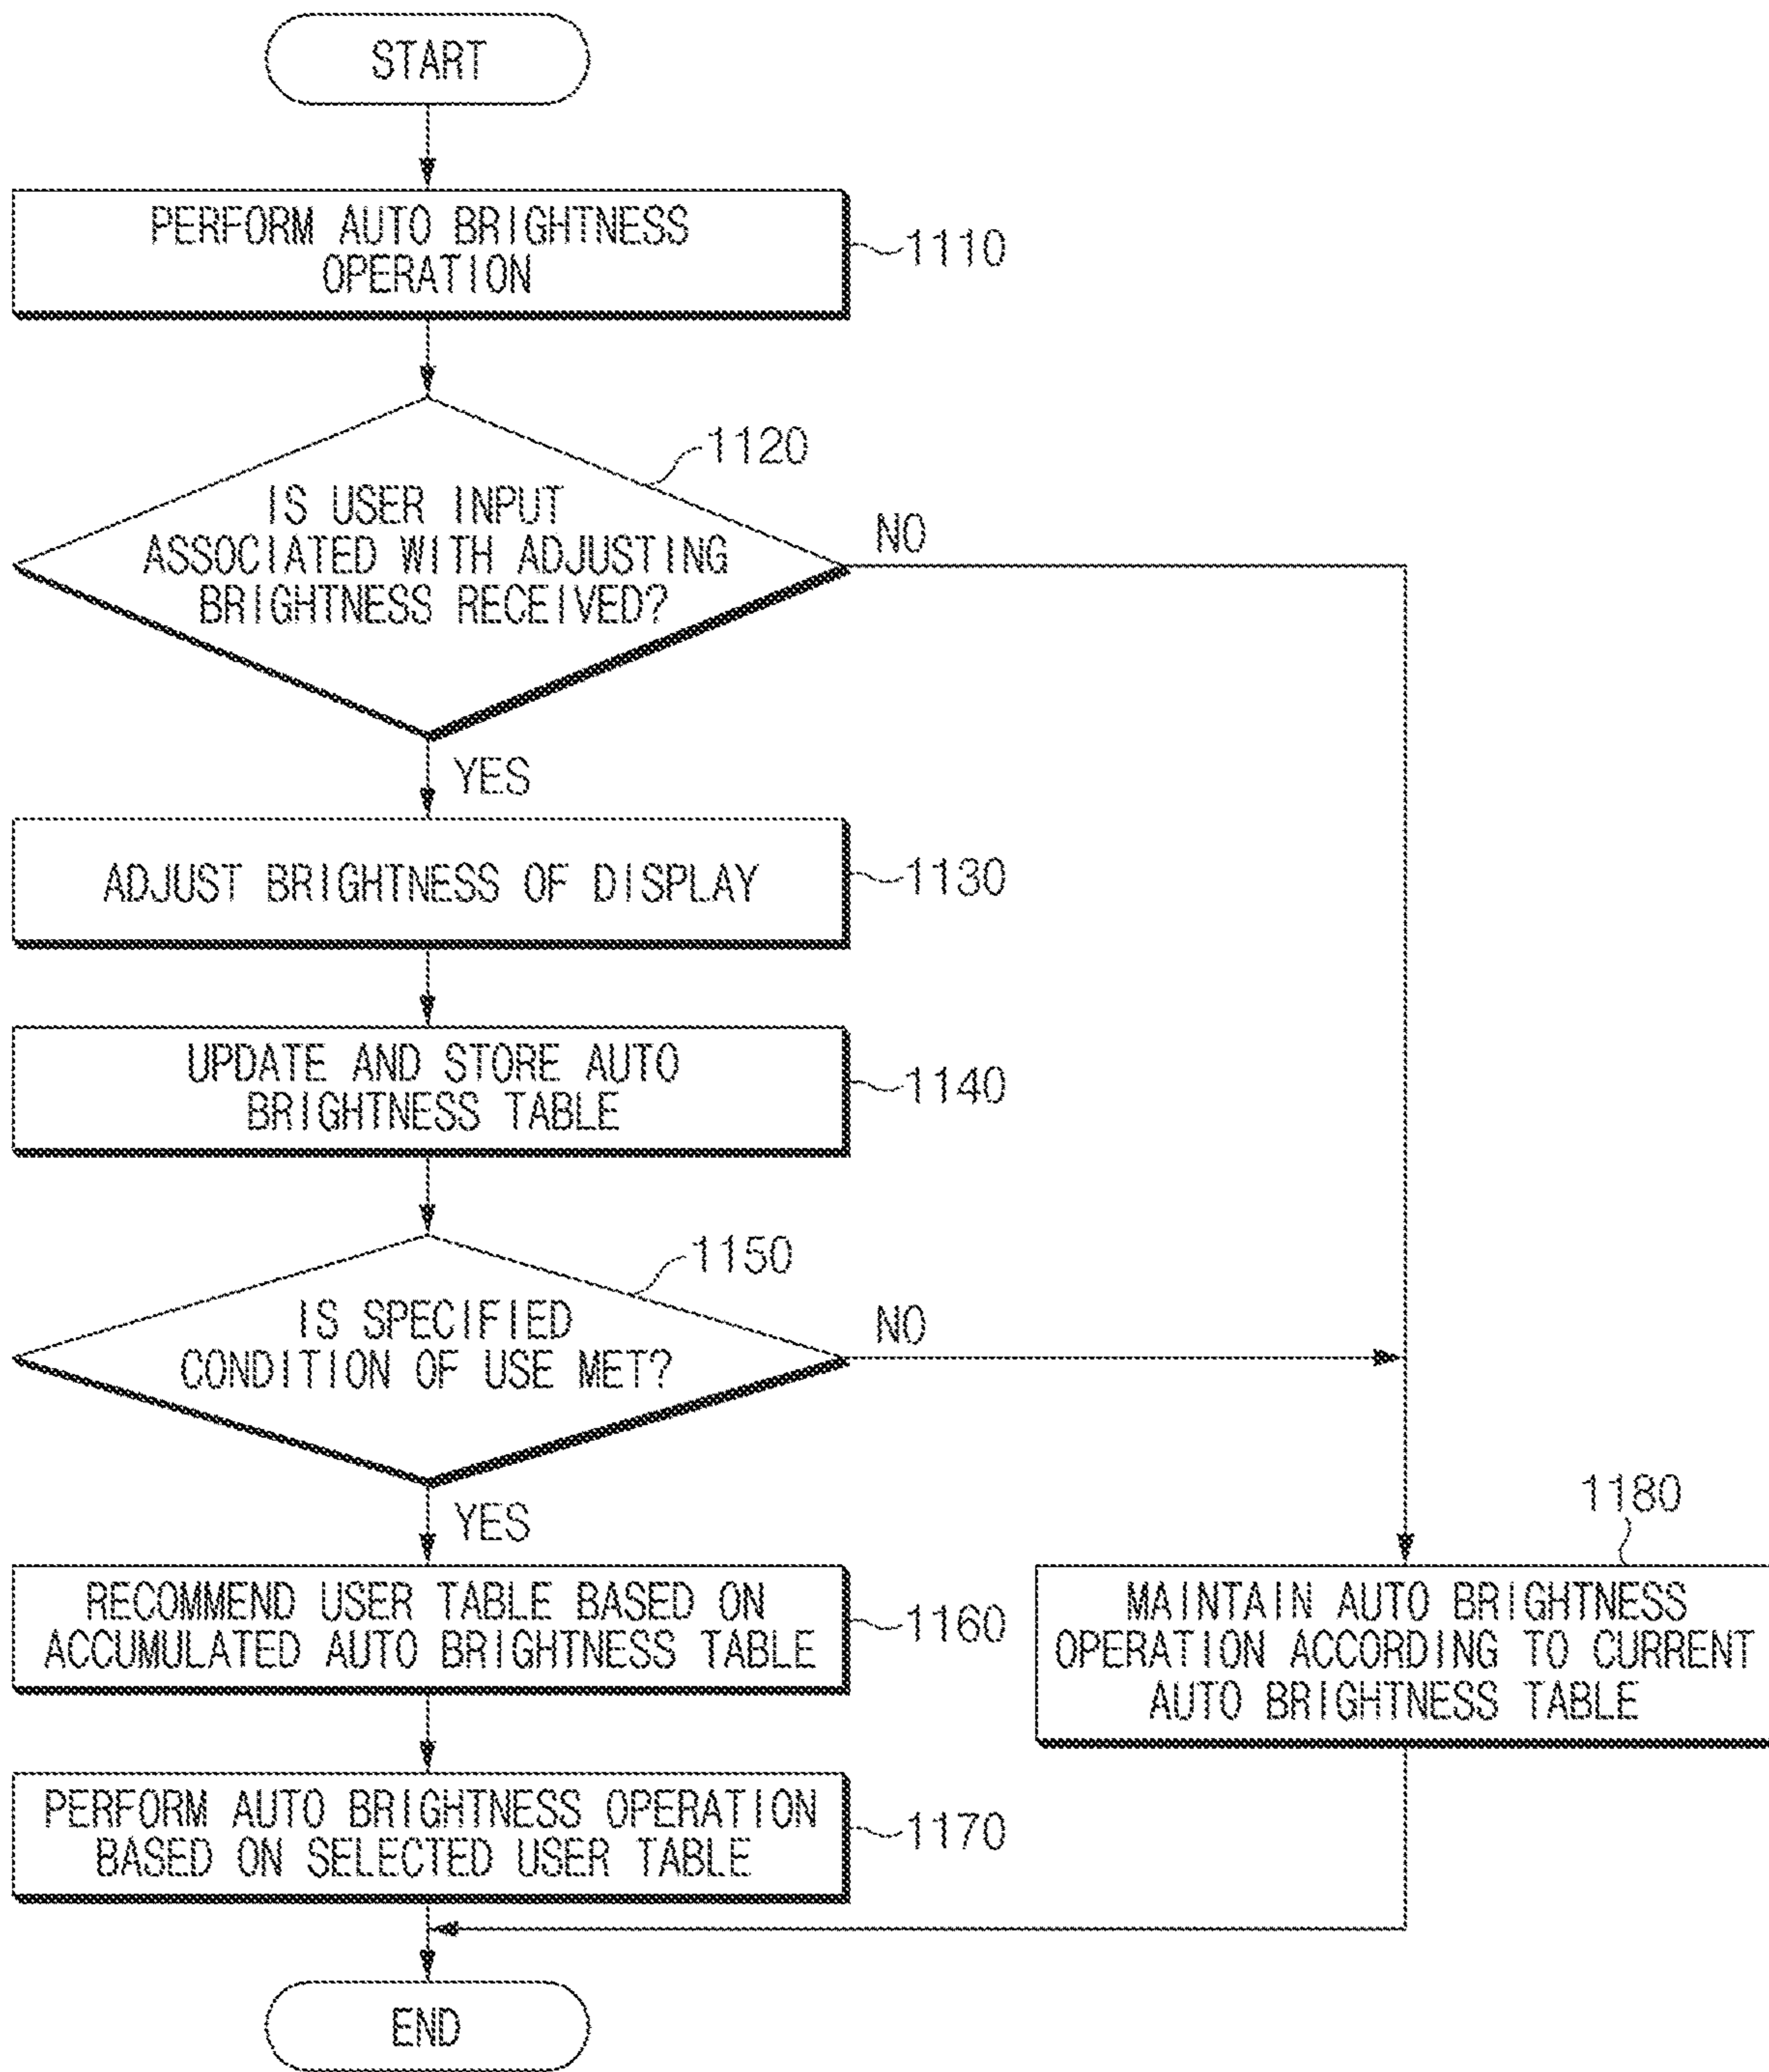 START
PERFORM AUTO BRIGHTNESS
OPERATION
1110
1120
IS USER INPUT
ASSOCIATED WITH ADJUSTING
BRIGHTNESS RECEIVED?
NO
YES
ADJUST BRIGHTNESS OF DISPLAY
1130
UPDATE AND STORE AUTO
BRIGHTNESS TABLE
1140
1150
IS SPECIFIED
CONDITION OF USE MET?
NO
YES
RECOMMEND USER TABLE BASED ON
ACCUMULATED AUTO BRIGHTNESS TABLE
1160
1180
MAINTAIN AUTO BRIGHTNESS
OPERATION ACCORDING TO CURRENT
AUTO BRIGHTNESS TABLE
PERFORM AUTO BRIGHTNESS OPERATION
BASED ON SELECTED USER TABLE
1170
END